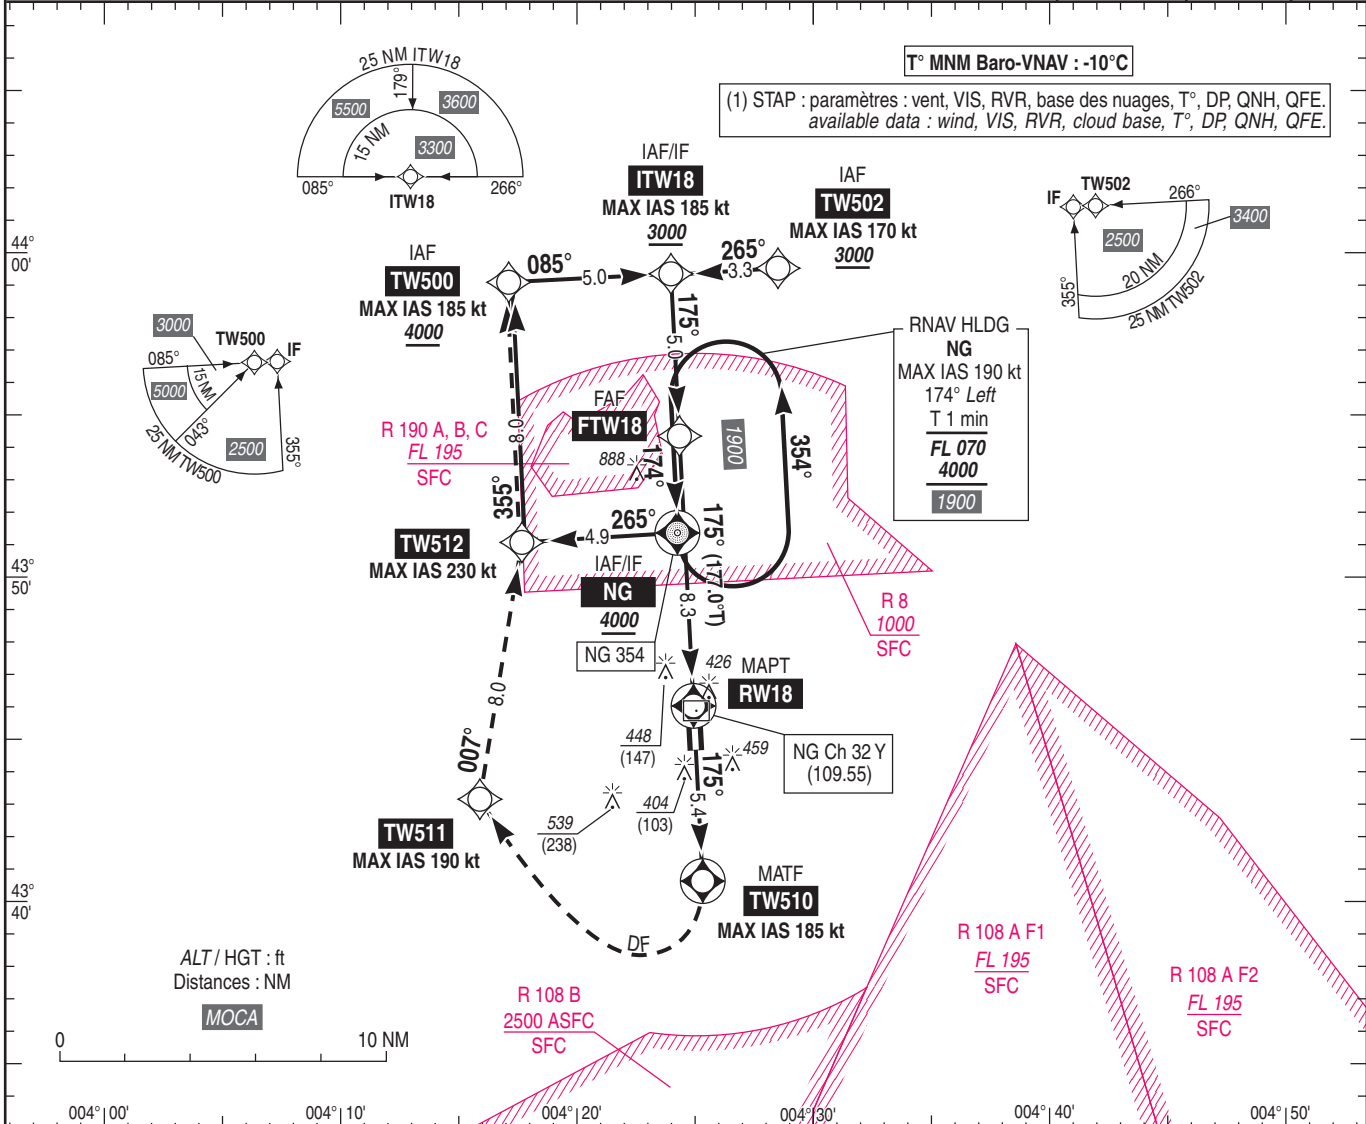 T° MNM Baro-VNAV : -10°C
(1) STAP : paramètres : vent, VIS, RVR, base des nuages, T°, DP, QNH, QFE.
available data : wind, VIS, RVR, cloud base, T°, DP, QNH, QFE.
25 NM ITW18
179°
5500
3600
15 NM
3300
085°
266°
ITW18
IAF/IF
ITW18
MAX IAS 185 kt
3000
IAF
TW502
MAX IAS 170 kt
3000
IF
TW502
266°
3400
2500
355°
20 NM
25 NM TW502
44°
00'
IAF
TW500
MAX IAS 185 kt
4000
085°
5.0
265°
3.3
175°
5.0
3000
TW500
IF
085°
15 NM
5000
043°
2500
355°
25 NM TW500
RNAV HLDG
NG
MAX IAS 190 kt
174° Left
T 1 min
FL 070
4000
1900
R 190 A, B, C
FL 195
SFC
8.0
355°
FAF
FTW18
888
174°
1900
354°
TW512
MAX IAS 230 kt
4.9
265°
175° (177.0°T)
IAF/IF
NG
4000
NG 354
8.3
43°
50'
R 8
1000
SFC
426
MAPT
RW18
NG Ch 32 Y
(109.55)
448
(147)
459
404
(103)
539
(238)
175°
5.4
8.0
007°
TW511
MAX IAS 190 kt
DF
MATF
TW510
MAX IAS 185 kt
43°
40'
ALT / HGT : ft
Distances : NM
MOCA
0
10 NM
R 108 B
2500 ASFC
SFC
R 108 A F1
FL 195
SFC
R 108 A F2
FL 195
SFC
004° 00'
004° 10'
004° 20'
004° 30'
004° 40'
004° 50'